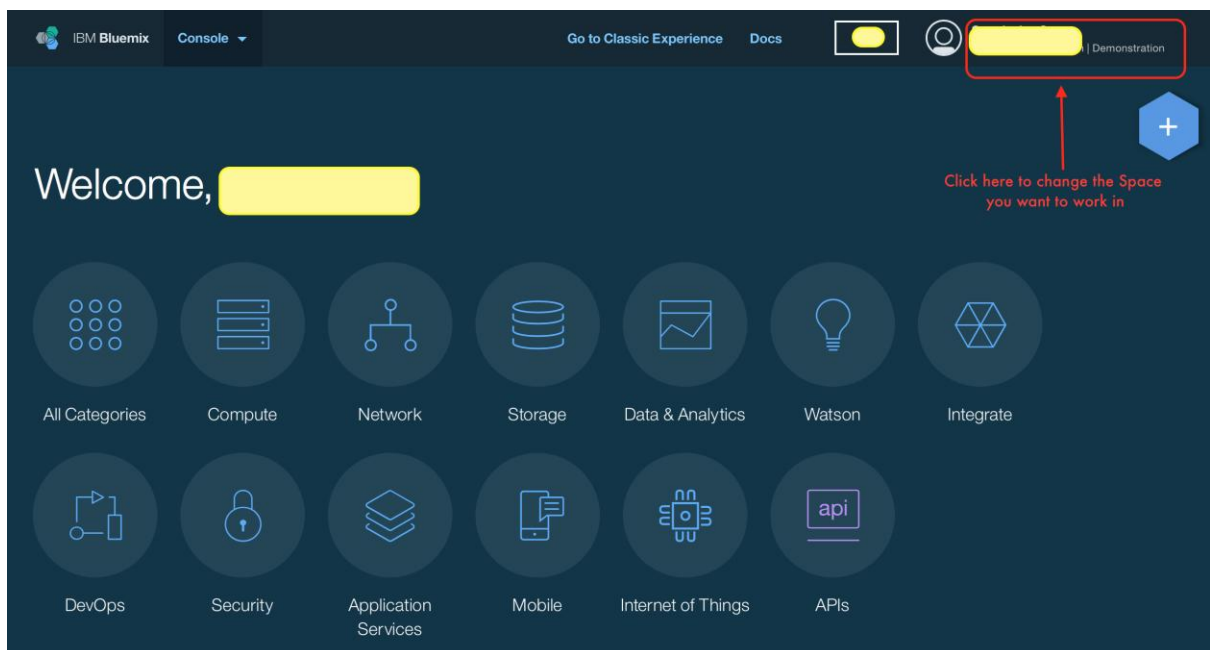 IBM Bluemix Console Go to Classic Experience Docs | Demonstration
+
Welcome,
Click here to change the Space
you want to work in
All Categories Compute Network Storage Data & Analytics Watson Integrate
api
DevOps Security Application Services Mobile Internet of Things APIs